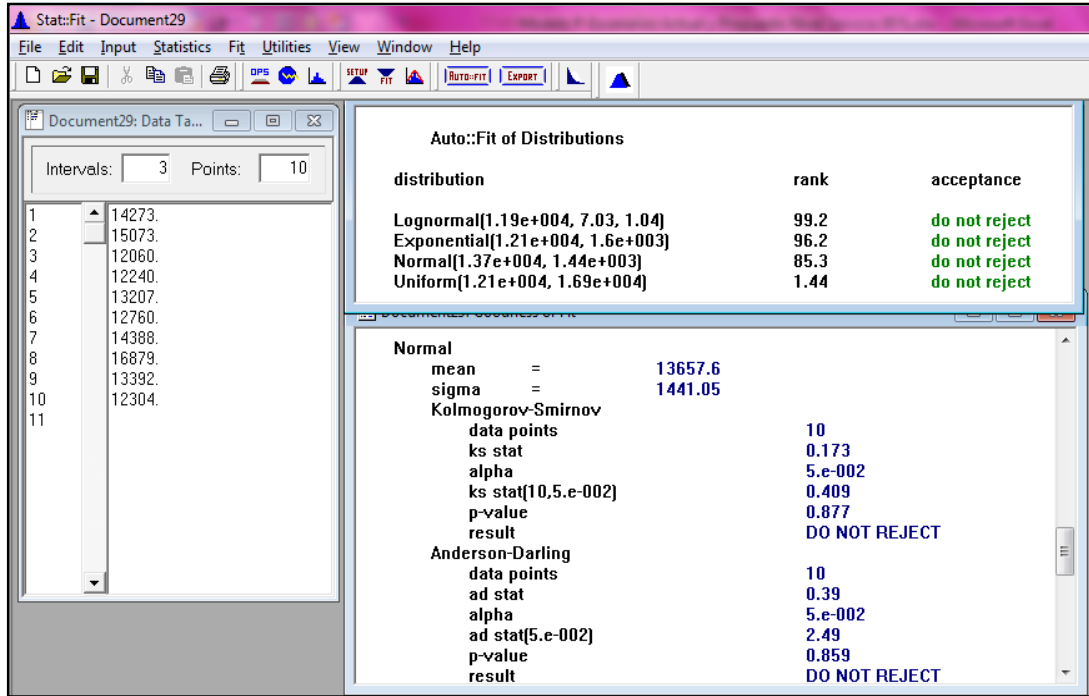 Stat::Fit - Document29
File Edit Input Statistics Fit Utilities View Window Help
OPS SETUP FIT AUTO::FIT EXPORT
Document29: Data Ta...
Intervals: 3 Points: 10
1 14273.
2 15073.
3 12060.
4 12240.
5 13207.
6 12760.
7 14388.
8 16879.
9 13392.
10 12304.
11
Auto::Fit of Distributions
distribution rank acceptance
Lognormal(1.19e+004, 7.03, 1.04) 99.2 do not reject
Exponential(1.21e+004, 1.6e+003) 96.2 do not reject
Normal(1.37e+004, 1.44e+003) 85.3 do not reject
Uniform(1.21e+004, 1.69e+004) 1.44 do not reject
Document29: Goodness of Fit
Normal
mean = 13657.6
sigma = 1441.05
Kolmogorov-Smirnov
data points 10
ks stat 0.173
alpha 5.e-002
ks stat(10,5.e-002) 0.409
p-value 0.877
result DO NOT REJECT
Anderson-Darling
data points 10
ad stat 0.39
alpha 5.e-002
ad stat(5.e-002) 2.49
p-value 0.859
result DO NOT REJECT